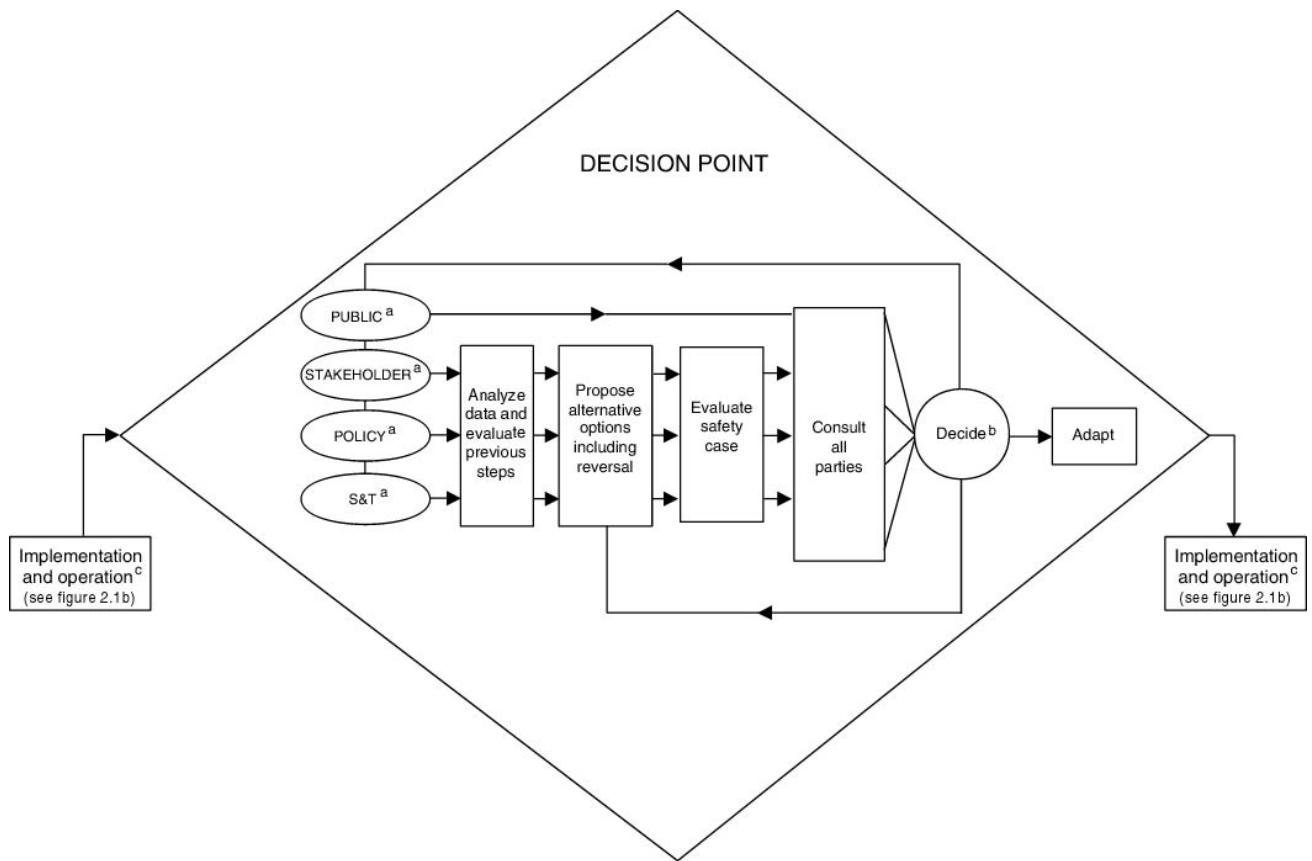 DECISION POINT
PUBLIC a
STAKEHOLDER a
POLICY a
S&T a
Analyze
data and
evaluate
previous
steps
Propose
alternative
options
including
reversal
Evaluate
safety
case
Consult
all
parties
Decide b
Adapt
Implementation
and operation c
(see figure 2.1b)
Implementation
and operation c
(see figure 2.1b)